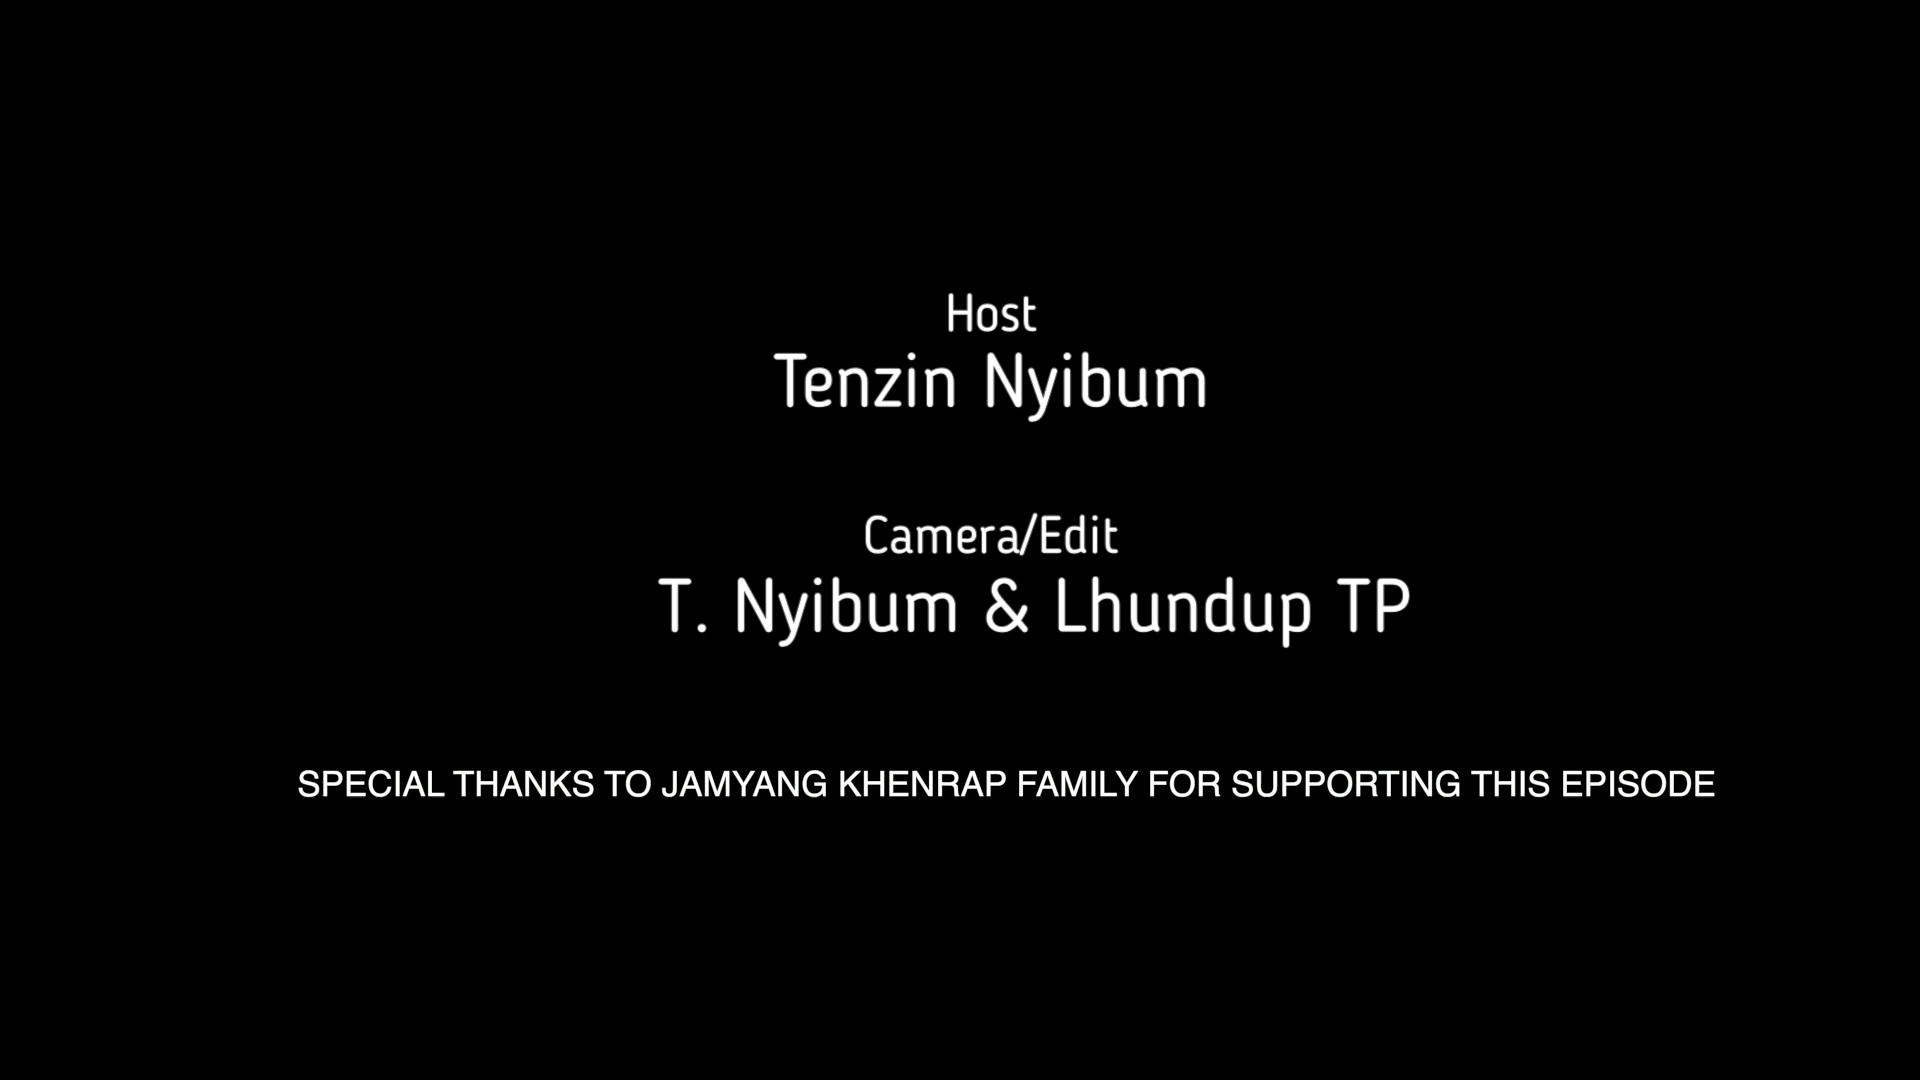 Host
Tenzin Nyibum
Camera/Edit
T. Nyibum & Lhundup TP
SPECIAL THANKS TO JAMYANG KHENRAP FAMILY FOR SUPPORTING THIS EPISODE